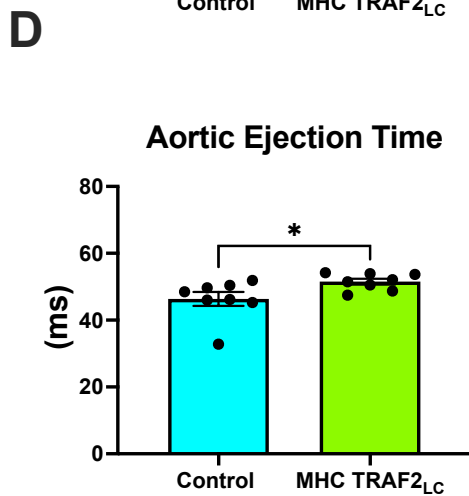 Control MHC TRAF2LC
D
Aortic Ejection Time
80
*
60
(ms)
40
20
0
Control MHC TRAF2LC